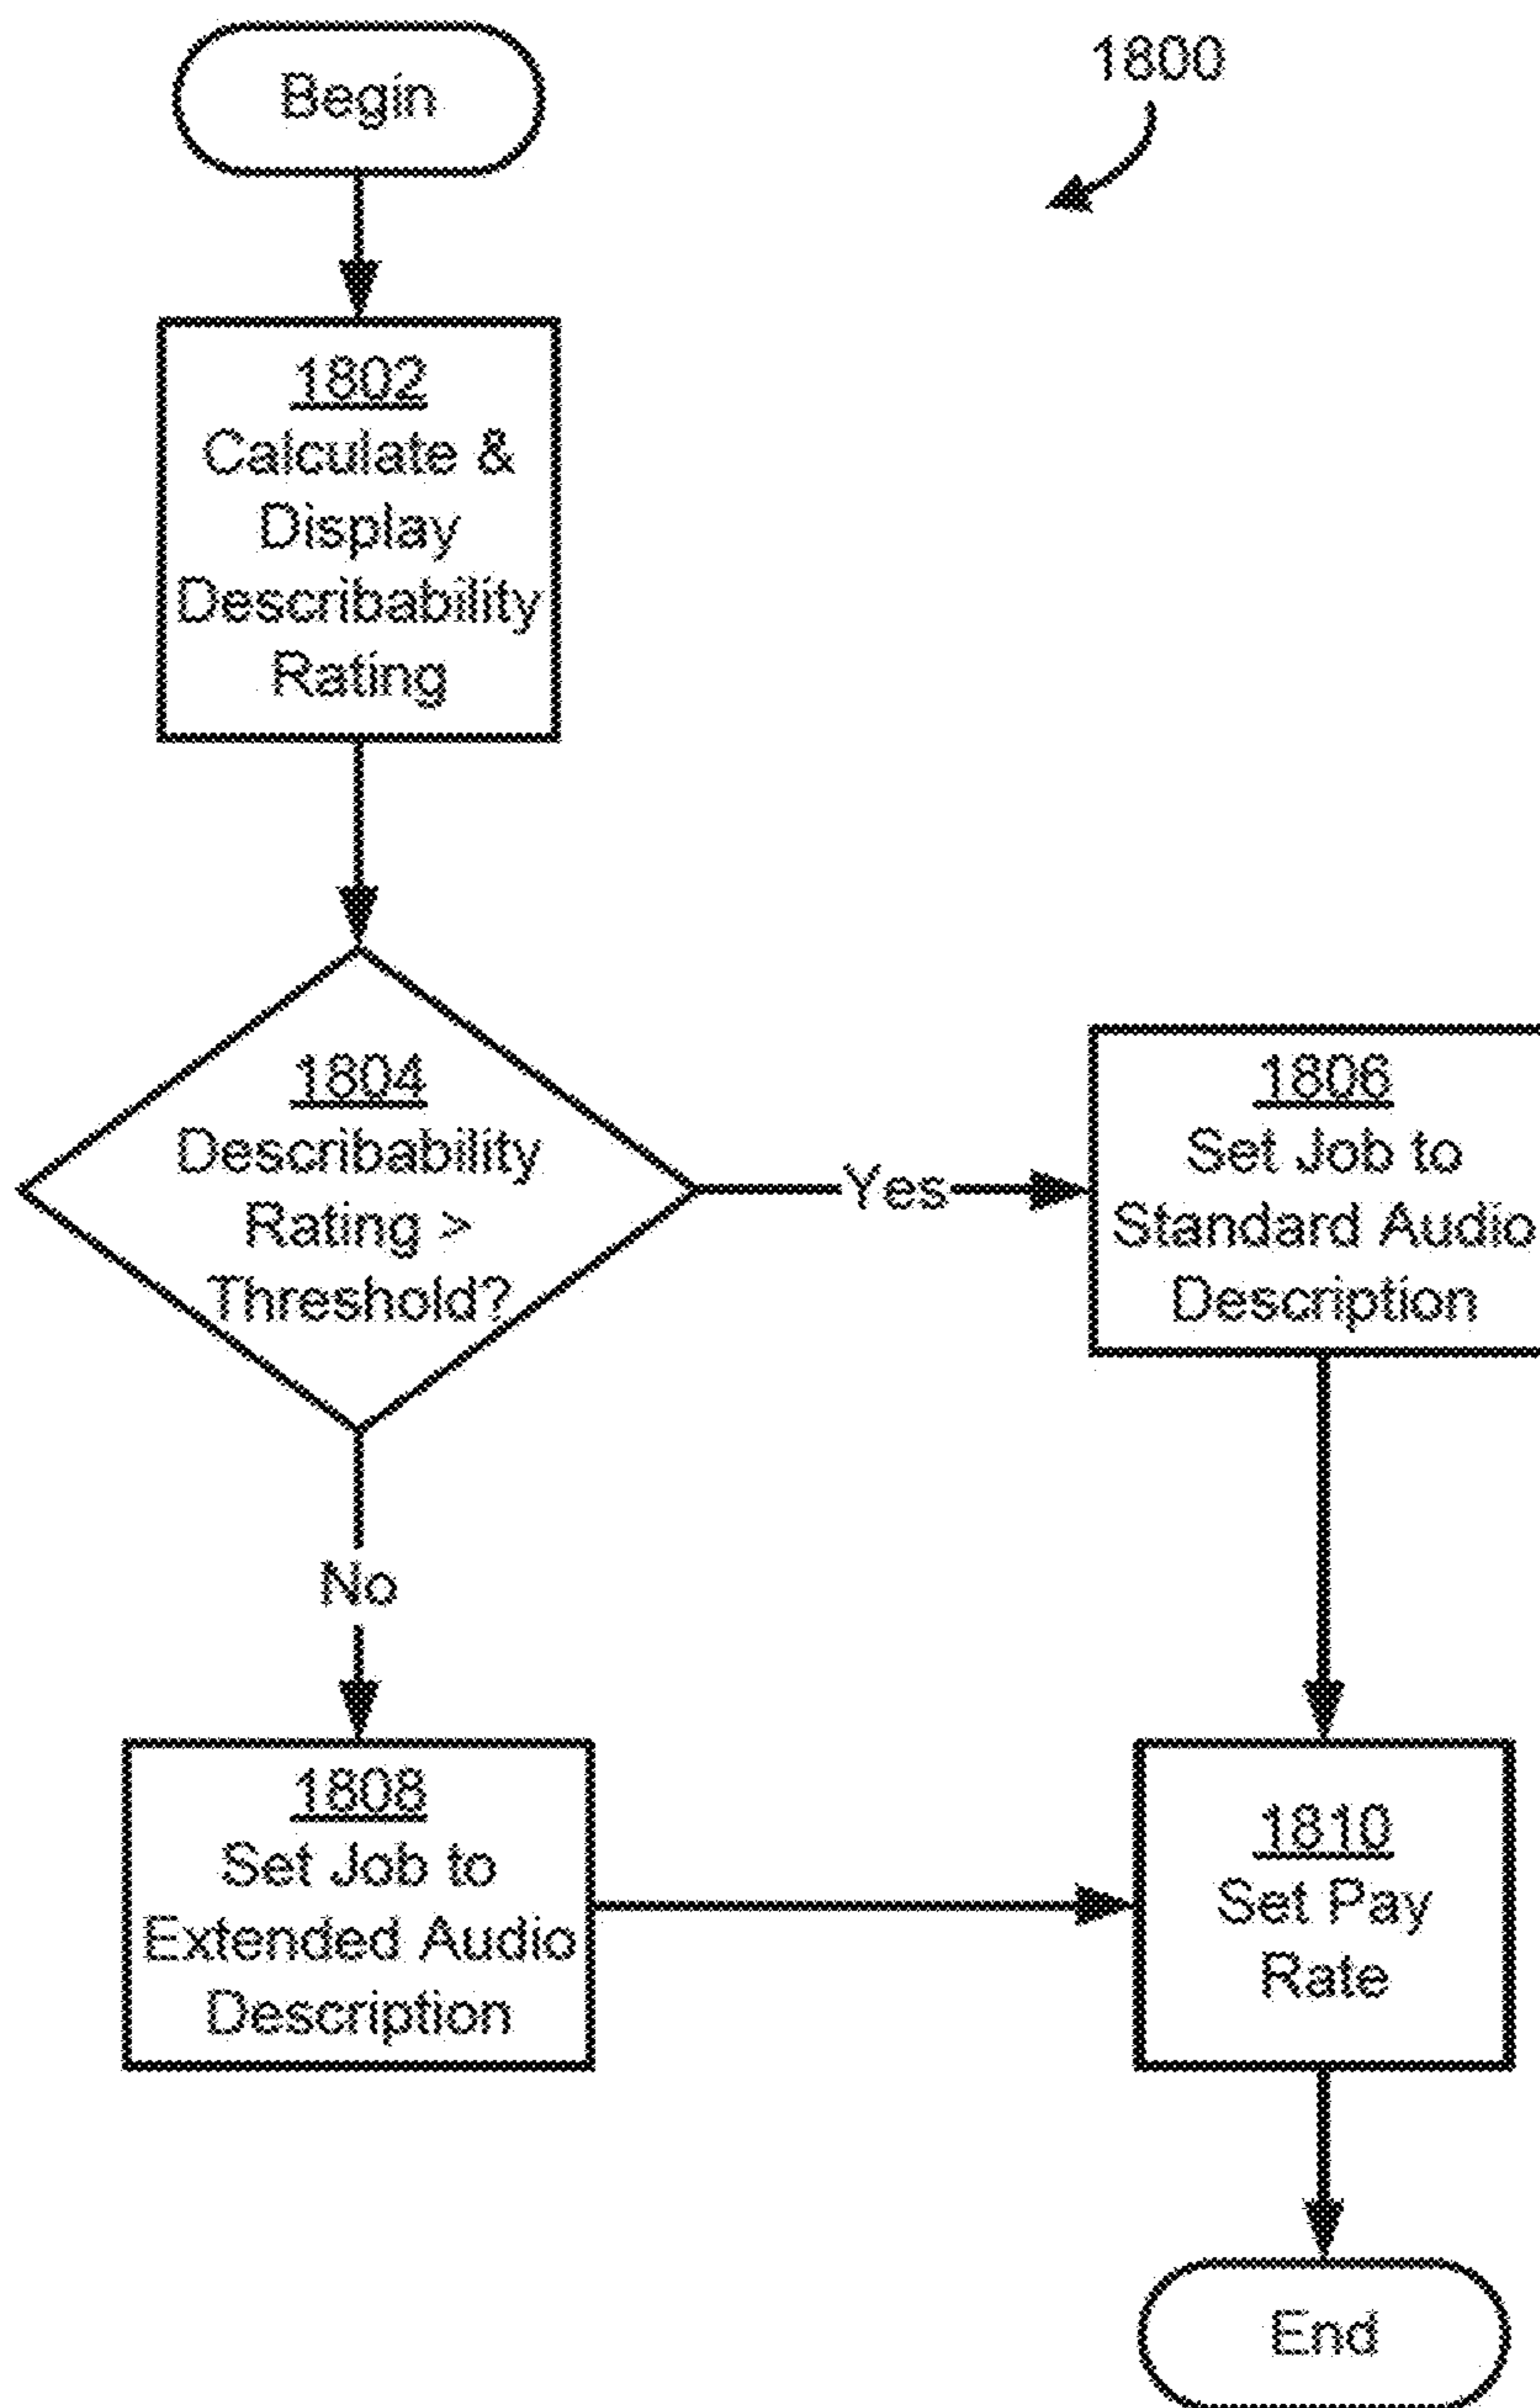 Begin
1800
1802
Calculate &
Display
Describability
Rating
1804
Describability
Rating >
Threshold?
Yes
1806
Set Job to
Standard Audio
Description
No
1808
Set Job to
Extended Audio
Description
1810
Set Pay
Rate
End